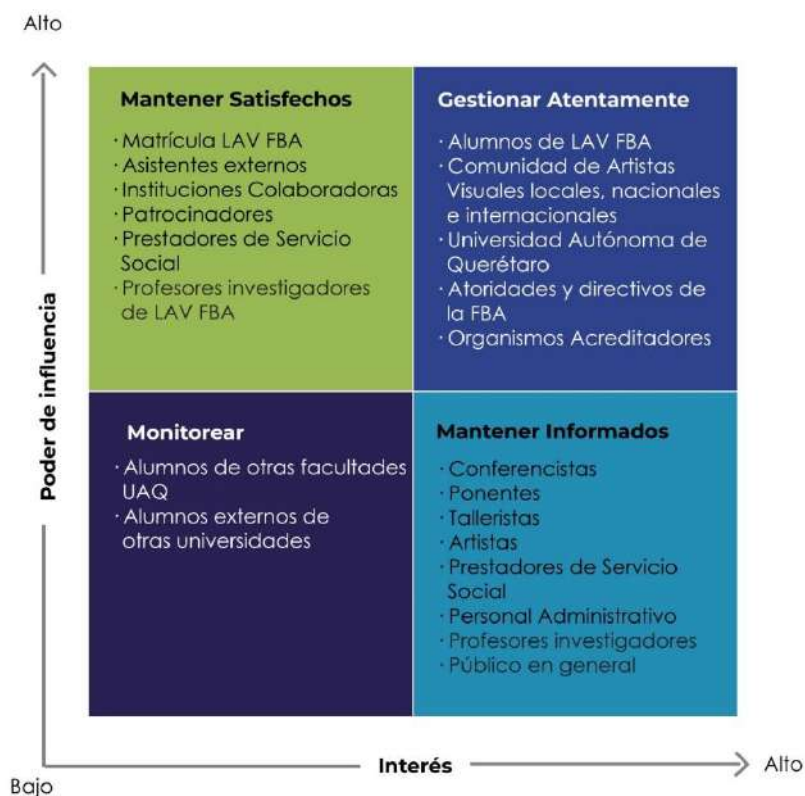 Alto
Mantener Satisfechos
· Matrícula LAV FBA
· Asistentes externos
· Instituciones Colaboradoras
· Patrocinadores
· Prestadores de Servicio
Social
· Profesores investigadores
de LAV FBA
Gestionar Atentamente
· Alumnos de LAV FBA
· Comunidad de Artistas
Visuales locales, nacionales
e internacionales
· Universidad Autónoma de
Querétaro
· Atoridades y directivos de
la FBA
· Organismos Acreditadores
Poder de influencia
Monitorear
· Alumnos de otras facultades
UAQ
· Alumnos externos de
otras universidades
Mantener Informados
· Conferencistas
· Ponentes
· Talleristas
· Artistas
· Prestadores de Servicio
Social
· Personal Administrativo
· Profesores investigadores
· Público en general
Interés
Alto
Bajo